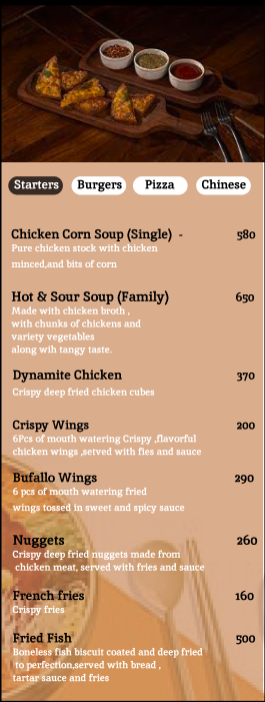 Starters Burgers Pizza Chinese
Chicken Corn Soup (Single) - 580
Pure chicken stock with chicken
minced,and bits of corn
Hot & Sour Soup (Family) 650
Made with chicken broth ,
with chunks of chickens and
variety vegetables
along wih tangy taste.
Dynamite Chicken 370
Crispy deep fried chicken cubes
Crispy Wings 200
6Pcs of mouth watering Crispy ,flavorful
chicken wings ,served with fies and sauce
Bufallo Wings 290
6 pcs of mouth watering fried
wings tossed in sweet and spicy sauce
Nuggets 260
Crispy deep fried nuggets made from
chicken meat, served with fries and sauce
French fries 160
Crispy fries
Fried Fish 500
Boneless fish biscuit coated and deep fried
to perfection,served with bread ,
tartar sauce and fries